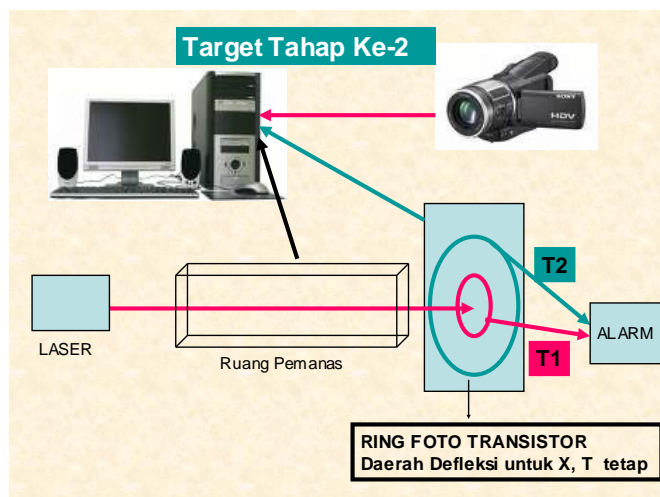 Target Tahap Ke-2
SONY
HDV
T2
LASER
ALARM
T1
Ruang Pemanas
RING FOTO TRANSISTOR
Daerah Defleksi untuk X, T tetap